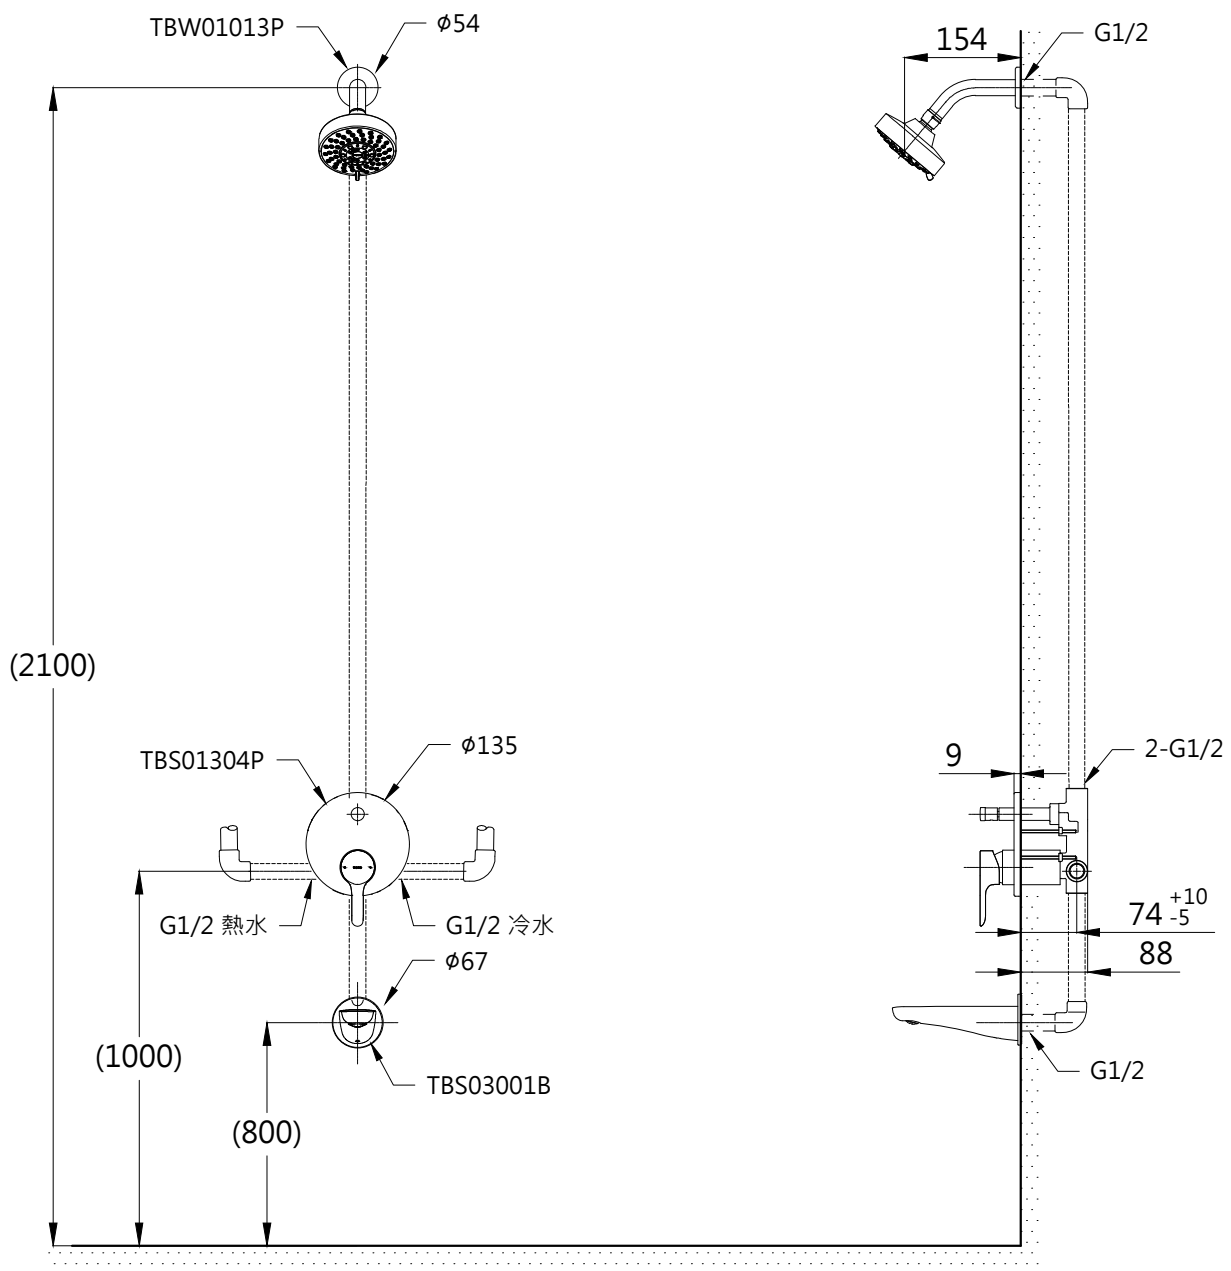 TBW01013P
ϕ54
154
G1/2
(2100)
TBS01304P
ϕ135
9
2-G1/2
G1/2 熱水
G1/2 冷水
74 +10 -5
88
ϕ67
(1000)
TBS03001B
G1/2
(800)